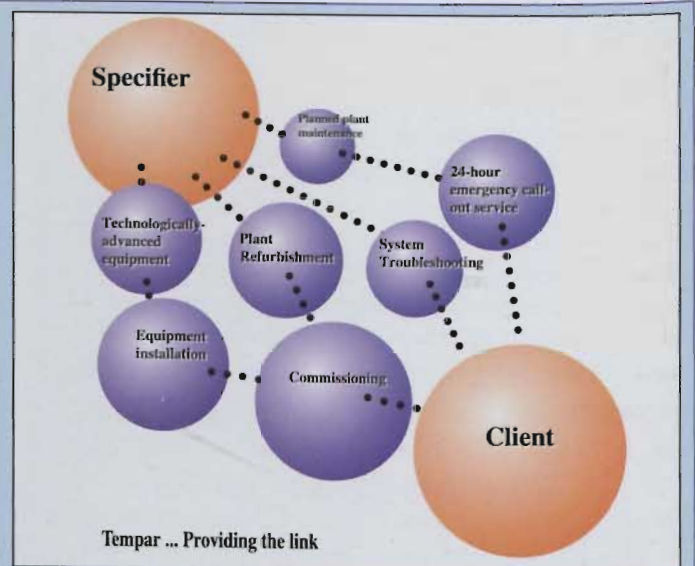 Specifier
Planned plant
maintenance
24-hour
emergency call-
out service
Technologically-
advanced
equipment
Plant
Refurbishment
System
Troubleshooting
Equipment
installation
Commissioning
Client
Tempar ... Providing the link